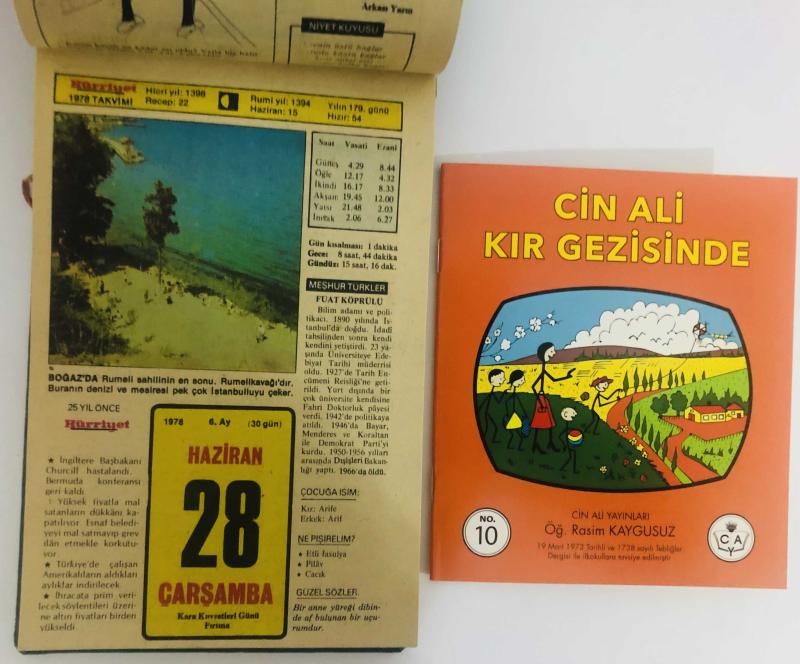 Arkan Yarın
NİYET KUYUSU
Hürriyet
1978 TAKVİMİ
Hicri yıl: 1398
Recep: 22
Rumi yıl: 1394
Haziran: 15
Yılın 179. günü
Hızır: 54
Saat Vasati Ezani
Güneş 4.29 8.44
Öğle 12.17 4.32
İkindi 16.17 8.33
Akşam 19.45 12.00
Yatsı 21.48 2.03
İmsak 2.06 6.27
Gün kısalması: 1 dakika
Gece: 8 saat, 44 dakika
Gündüz: 15 saat, 16 dak.
BOĞAZ'DA Rumeli sahilinin en sonu. Rumelikavağı'dır.
Buranın denizi ve mesiresi pek çok İstanbulluyu çeker.
MEŞHUR TÜRKLER
FUAT KÖPRÜLÜ
Bilim adamı ve poli-
tikacı. 1890 yılında İs-
tanbul'da doğdu. İdadî
tahsilinden sonra kendi
kendini yetiştirdi. 23 ya-
şında Üniversiteye Ede-
biyat Tarihi müderrisi
oldu. 1927'de Tarih En-
cümeni Reisliği'ne geti-
rildi. Yurt dışında bir
çok üniversite kendisine
Fahri Doktorluk pâyesi
verdi. 1942'de politikaya
atıldı. 1946'da Bayar,
Menderes ve Koraltan
ile Demokrat Parti'yi
kurdu. 1950-1956 yılları
arasında Dışişleri Bakan-
lığı yaptı. 1966'da öldü.
ÇOCUĞA İSİM:
Kız: Arife
Erkek: Arif
NE PİŞİRELİM?
★ Etli fasulya
★ Pilâv
★ Cacık
GÜZEL SÖZLER
Bir anne yüreği dibin-
de af bulunan bir uçu-
rumdur.
25 YIL ÖNCE
Hürriyet
★ İngiltere Başbakanı
Churcill hastalandı.
Bermuda konferansı
geri kaldı
Yüksek fiyatla mal
satanların dükkânı ka-
patılıyor. Esnaf beledi-
yeyi mal satmayıp grev
ilân etmekle korkutu-
yor.
★ Türkiye'de çalışan
Amerikalıların aldıkları
aylıklar indirilecek.
★ İhracata prim veri-
lecek söylentileri üzeri-
ne altın fiyatları birden
yükseldi.
1978 6. Ay (30 gün)
HAZİRAN
28
ÇARŞAMBA
Kara Kuvvetleri Günü
Fırtına
CİN ALİ
KIR GEZİSİNDE
CİN ALİ YAYINLARI
Öğ. Rasim KAYGUSUZ
19 Mart 1973 Tarihli ve 1738 sayılı Tebliğler
Dergisi ile ilkokullara tavsiye edilmiştir
NO.
10
C A
Y